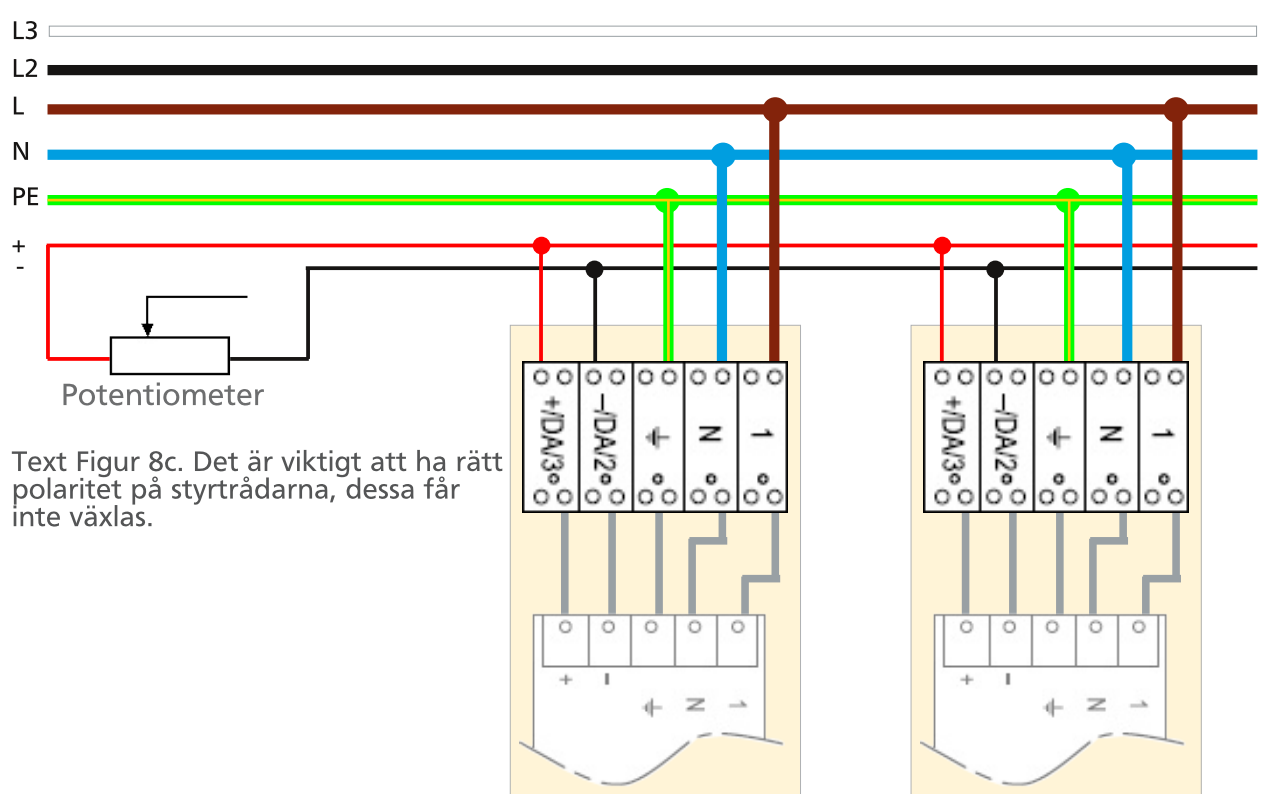 L3
L2
L
N
PE
+
-
Potentiometer
Text Figur 8c. Det är viktigt att ha rätt
polaritet på styrtrådarna, dessa får
inte växlas.
+/DA/3
−/DA/2
⏚
N
1
+/DA/3
−/DA/2
⏚
N
1
+
−
⏚
N
1
+
−
⏚
N
1